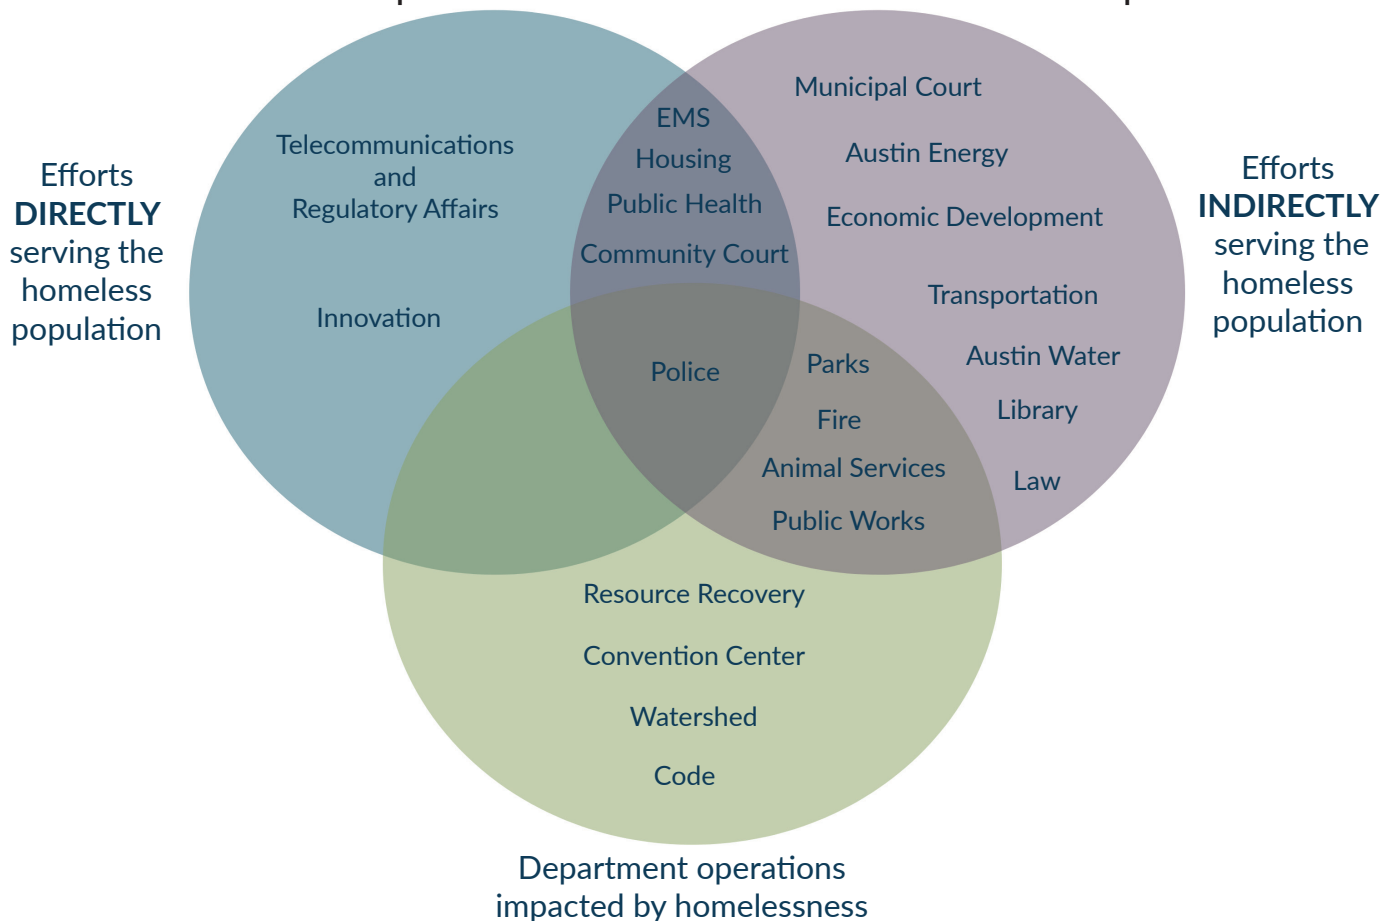 Efforts
DIRECTLY
serving the
homeless
population
Telecommunications
and
Regulatory Affairs
Innovation
EMS
Housing
Public Health
Community Court
Police
Municipal Court
Austin Energy
Economic Development
Transportation
Austin Water
Library
Law
Parks
Fire
Animal Services
Public Works
Efforts
INDIRECTLY
serving the
homeless
population
Resource Recovery
Convention Center
Watershed
Code
Department operations
impacted by homelessness